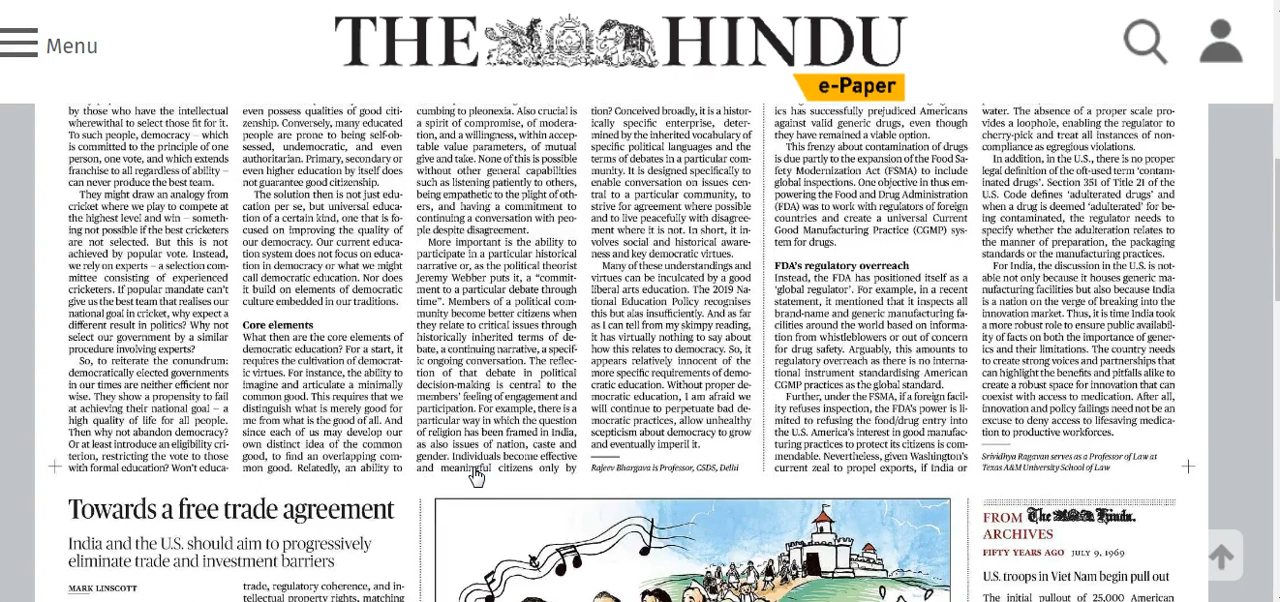 Menu
THE HINDU
e-Paper
by those who have the intellectual
wherewithal to select those fit for it.
To such people, democracy – which
is committed to the principle of one
person, one vote, and which extends
franchise to all regardless of ability –
can never produce the best team.
They might draw an analogy from
cricket where we play to compete at
the highest level and win – someth-
ing not possible if the best cricketers
are not selected. But this is not
achieved by popular vote. Instead,
we rely on experts – a selection com-
mittee consisting of experienced
cricketers. If popular mandate can't
give us the best team that realises our
national goal in cricket, why expect a
different result in politics? Why not
select our government by a similar
procedure involving experts?
So, to reiterate the conundrum:
democratically elected governments
in our times are neither efficient nor
wise. They show a propensity to fail
at achieving their national goal – a
high quality of life for all people.
Then why not abandon democracy?
Or at least introduce an eligibility cri-
terion, restricting the vote to those
with formal education? Won't educa-
even possess qualities of good citi-
zenship. Conversely, many educated
people are prone to being self-ob-
sessed, undemocratic, and even
authoritarian. Primary, secondary or
even higher education by itself does
not guarantee good citizenship.
The solution then is not just edu-
cation per se, but universal educa-
tion of a certain kind, one that is fo-
cused on improving the quality of
our democracy. Our current educa-
tion system does not focus on educa-
tion in democracy or what we might
call democratic education. Nor does
it build on elements of democratic
culture embedded in our traditions.
Core elements
What then are the core elements of
democratic education? For a start, it
requires the cultivation of democrat-
ic virtues. For instance, the ability to
imagine and articulate a minimally
common good. This requires that we
distinguish what is merely good for
me from what is the good of all. And
since each of us may develop our
own distinct idea of the common
good, to find an overlapping com-
mon good. Relatedly, an ability to
cumbing to pleonexia. Also crucial is
a spirit of compromise, of modera-
tion, and a willingness, within accep-
table value parameters, of mutual
give and take. None of this is possible
without other general capabilities
such as listening patiently to others,
being empathetic to the plight of oth-
ers, and having a commitment to
continuing a conversation with peo-
ple despite disagreement.
More important is the ability to
participate in a particular historical
narrative or, as the political theorist
Jeremy Webber puts it, a "commit-
ment to a particular debate through
time". Members of a political com-
munity become better citizens when
they relate to critical issues through
historically inherited terms of de-
bate, a continuing narrative, a specif-
ic ongoing conversation. The reflec-
tion of that debate in political
decision-making is central to the
members' feeling of engagement and
participation. For example, there is a
particular way in which the question
of religion has been framed in India,
as also issues of nation, caste and
gender. Individuals become effective
and meaningful citizens only by
tion? Conceived broadly, it is a histor-
ically specific enterprise, deter-
mined by the inherited vocabulary of
specific political languages and the
terms of debates in a particular com-
munity. It is designed specifically to
enable conversation on issues cen-
tral to a particular community, to
strive for agreement where possible
and to live peacefully with disagree-
ment where it is not. In short, it in-
volves social and historical aware-
ness and key democratic virtues.
Many of these understandings and
virtues can be inculcated by a good
liberal arts education. The 2019 Na-
tional Education Policy recognises
this but alas insufficiently. And as far
as I can tell from my skimpy reading,
it has virtually nothing to say about
how this relates to democracy. So, it
appears relatively innocent of the
more specific requirements of demo-
cratic education. Without proper de-
mocratic education, I am afraid we
will continue to perpetuate bad de-
mocratic practices, allow unhealthy
scepticism about democracy to grow
and eventually imperil it.
Rajeev Bhargava is Professor, CSDS, Delhi
ics has successfully prejudiced Americans
against valid generic drugs, even though
they have remained a viable option.
This frenzy about contamination of drugs
is due partly to the expansion of the Food Sa-
fety Modernization Act (FSMA) to include
global inspections. One objective in thus em-
powering the Food and Drug Administration
(FDA) was to work with regulators of foreign
countries and create a universal Current
Good Manufacturing Practice (CGMP) sys-
tem for drugs.
FDA's regulatory overreach
Instead, the FDA has positioned itself as a
'global regulator'. For example, in a recent
statement, it mentioned that it inspects all
brand-name and generic manufacturing fa-
cilities around the world based on informa-
tion from whistleblowers or out of concern
for drug safety. Arguably, this amounts to
regulatory overreach as there is no interna-
tional instrument standardising American
CGMP practices as the global standard.
Further, under the FSMA, if a foreign facility
refuses inspection, the FDA's power is li-
mited to refusing the food/drug entry into
the U.S. America's interest in good manufac-
turing practices to protect its citizens is com-
mendable. Nevertheless, given Washington's
current zeal to propel exports, if India or
water. The absence of a proper scale pro-
vides a loophole, enabling the regulator to
cherry-pick and treat all instances of non-
compliance as egregious violations.
In addition, in the U.S., there is no proper
legal definition of the oft-used term 'contam-
inated drugs'. Section 351 of Title 21 of the
U.S. Code defines 'adulterated drugs' and
when a drug is deemed 'adulterated' for be-
ing contaminated, the regulator needs to
specify whether the adulteration relates to
the manner of preparation, the packaging
standards or the manufacturing practices.
For India, the discussion in the U.S. is not-
able not only because it houses generic ma-
nufacturing facilities but also because India
is a nation on the verge of breaking into the
innovation market. Thus, it is time India took
a more robust role to ensure public availabil-
ity of facts on both the importance of gener-
ics and their limitations. The country needs
to create strong voices and partnerships that
can highlight the benefits and pitfalls alike to
create a robust space for innovation that can
coexist with access to medication. After all,
innovation and policy failings need not be an
excuse to deny access to lifesaving medica-
tion to productive workforces.
Srividhya Ragavan serves as a Professor of Law at
Texas A&M University School of Law
Towards a free trade agreement
India and the U.S. should aim to progressively
eliminate trade and investment barriers
MARK LINSCOTT
trade, regulatory coherence, and in-
tellectual property rights, matching
FROM The Hindu.
ARCHIVES
FIFTY YEARS AGO JULY 9, 1969
U.S. troops in Viet Nam begin pull out
The initial pullout of 25,000 American